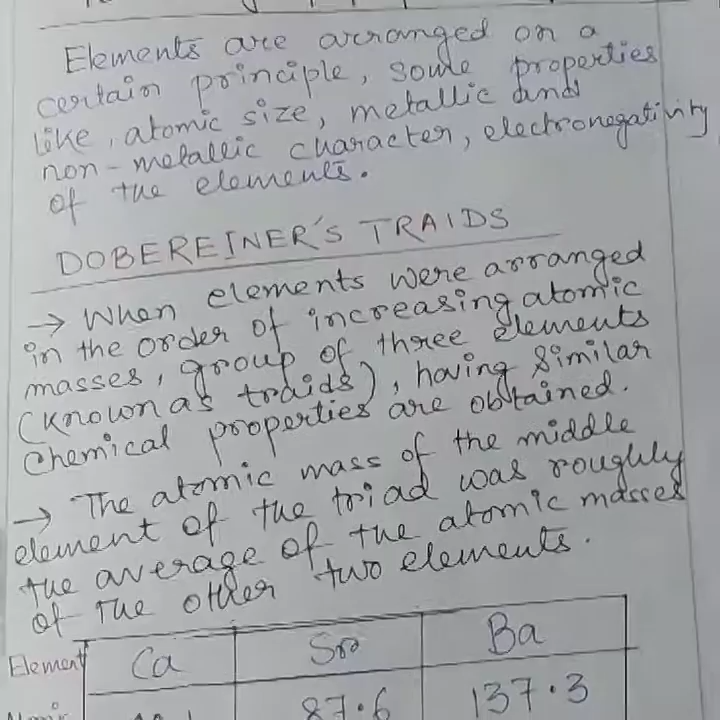 Elements are arranged on a
certain principle, some properties
like, atomic size, metallic and
non-metallic character, electronegativity
of the elements.
DOBEREINER'S TRAIDS
→ When elements were arranged
in the order of increasing atomic
masses, group of three elements
(known as traids), having similar
chemical properties are obtained.
→ The atomic mass of the middle
element of the triad was roughly
the average of the atomic masses
of the other two elements.
Element Ca Sr Ba
87.6 137.3